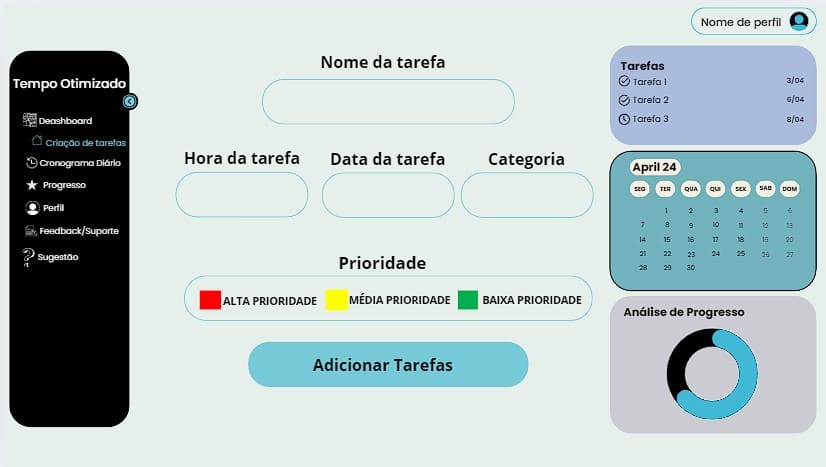 Nome de perfil
Tempo Otimizado
Deashboard
Criação de tarefas
Cronograma Diário
Progresso
Perfil
Feedback/Suporte
Sugestão
Nome da tarefa
Hora da tarefa
Data da tarefa
Categoria
Prioridade
ALTA PRIORIDADE
MÉDIA PRIORIDADE
BAIXA PRIORIDADE
Adicionar Tarefas
Tarefas
Tarefa 1 3/04
Tarefa 2 6/04
Tarefa 3 8/04
April 24
SEG TER QUA QUI SEX SAB DOM
1 2 3 4 5 6
7 8 9 10 11 12 13
14 15 16 17 18 19 20
21 22 23 24 25 26 27
28 29 30
Análise de Progresso